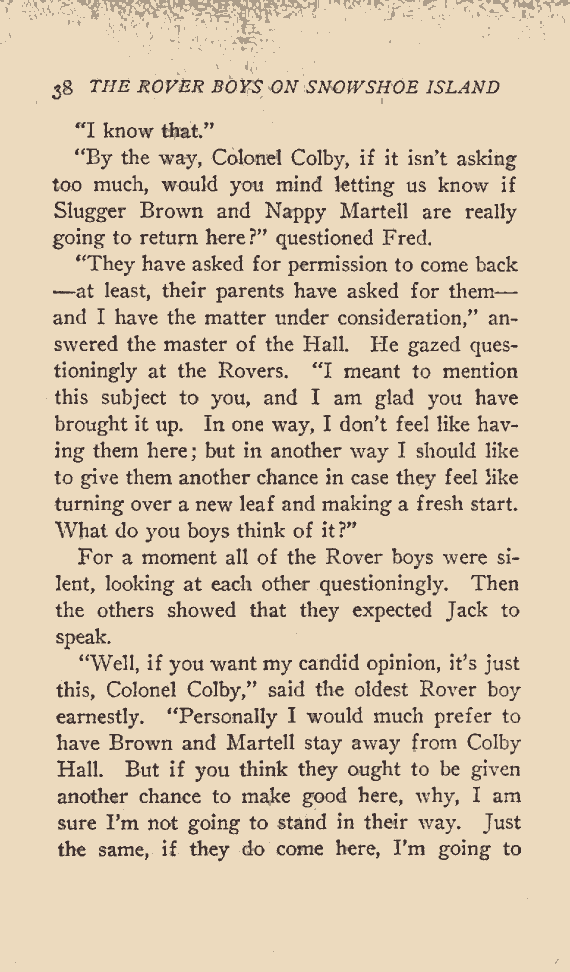 38 THE ROVER BOYS ON SNOWSHOE ISLAND
“I know that.”
“By the way, Colonel Colby, if it isn’t asking
too much, would you mind letting us know if
Slugger Brown and Nappy Martell are really
going to return here?” questioned Fred.
“They have asked for permission to come back
—at least, their parents have asked for them—
and I have the matter under consideration,” an-
swered the master of the Hall. He gazed ques-
tioningly at the Rovers. “I meant to mention
this subject to you, and I am glad you have
brought it up. In one way, I don’t feel like hav-
ing them here; but in another way I should like
to give them another chance in case they feel like
turning over a new leaf and making a fresh start.
What do you boys think of it?”
For a moment all of the Rover boys were si-
lent, looking at each other questioningly. Then
the others showed that they expected Jack to
speak.
“Well, if you want my candid opinion, it’s just
this, Colonel Colby,” said the oldest Rover boy
earnestly. “Personally I would much prefer to
have Brown and Martell stay away from Colby
Hall. But if you think they ought to be given
another chance to make good here, why, I am
sure I’m not going to stand in their way. Just
the same, if they do come here, I’m going to